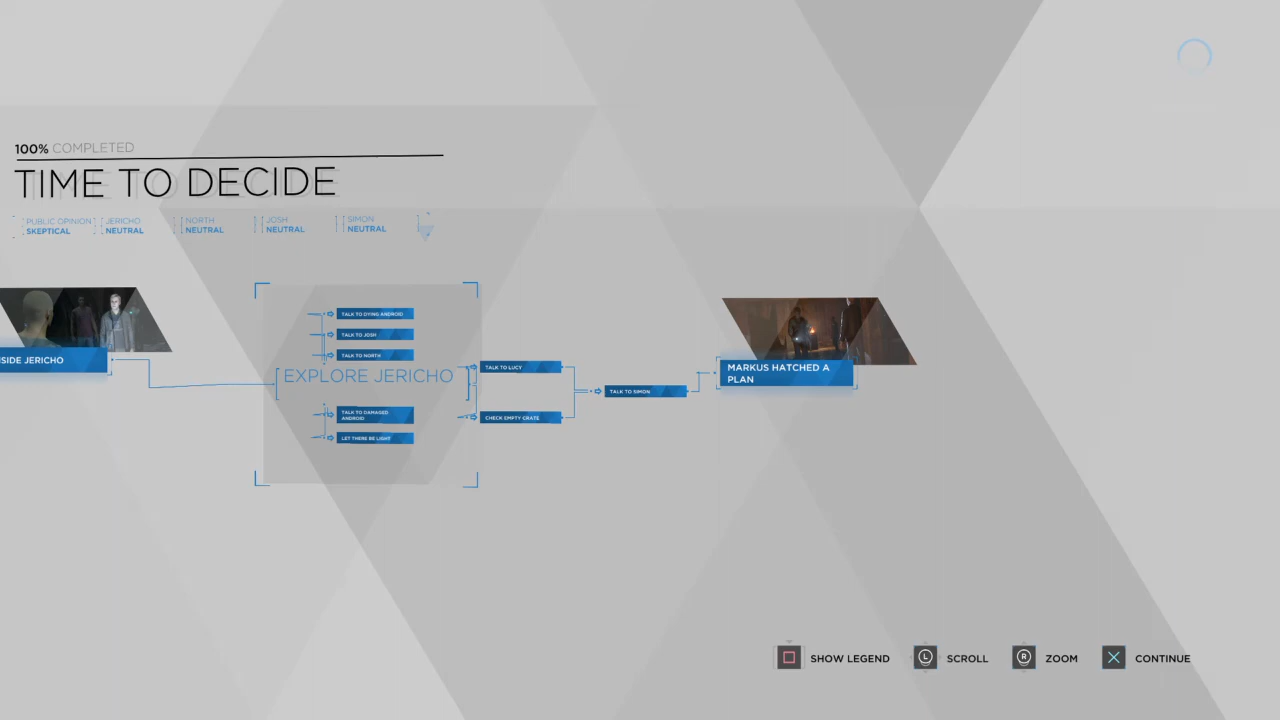 100% COMPLETED
TIME TO DECIDE
PUBLIC OPINION
SKEPTICAL
JERICHO
NEUTRAL
NORTH
NEUTRAL
JOSH
NEUTRAL
SIMON
NEUTRAL
SIDE JERICHO
TALK TO DYING ANDROID
TALK TO JOSH
TALK TO NORTH
EXPLORE JERICHO
TALK TO DAMAGED
ANDROID
LET THERE BE LIGHT
TALK TO LUCY
CHECK EMPTY CRATE
TALK TO SIMON
MARKUS HATCHED A
PLAN
SHOW LEGEND
L
SCROLL
R
ZOOM
CONTINUE